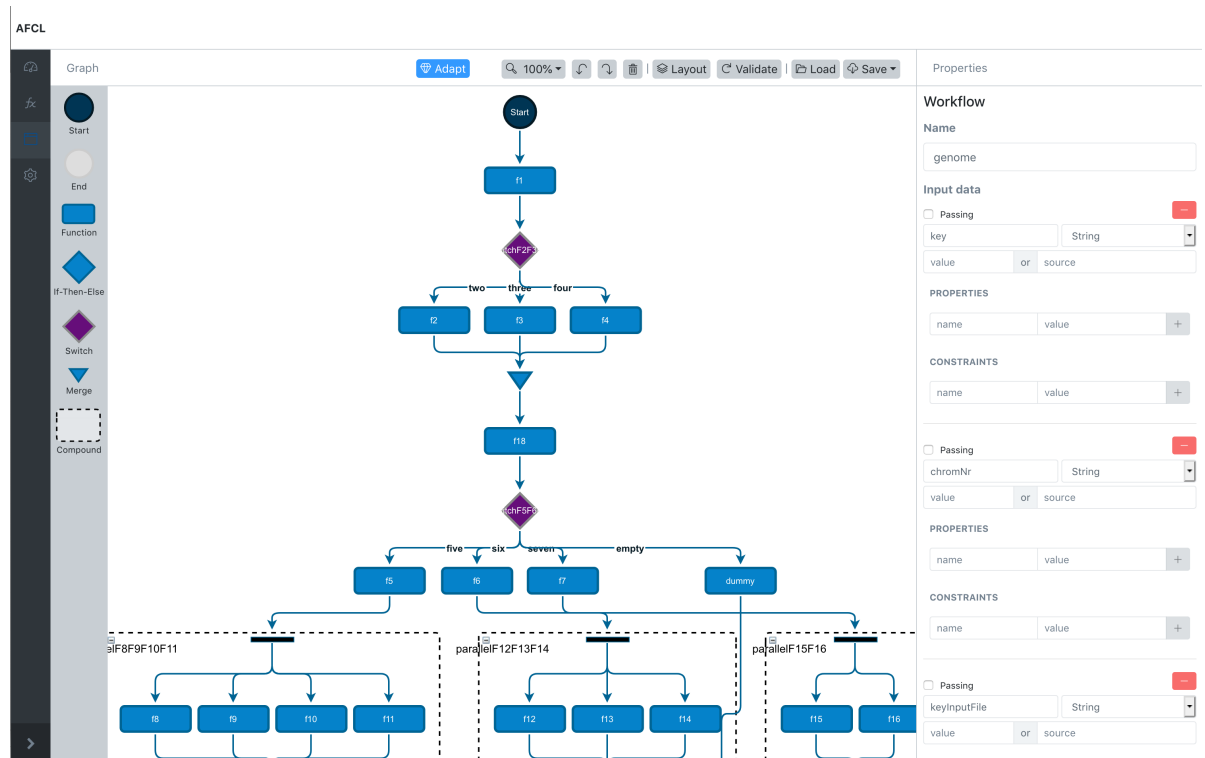 AFCL
Graph
Adapt
100%
Layout
Validate
Load
Save
Properties
fx
Start
End
Function
If-Then-Else
Switch
Merge
Compound
Start
f1
tchF2F3
two three four
f2 f3 f4
f18
tchF5F6
five six seven empty
f5 f6 f7 dummy
elF8F9F10F11 parallelF12F13F14 parallelF15F16
f8 f9 f10 f11 f12 f13 f14 f15 f16
Workflow
Name
genome
Input data
Passing
key String
value or source
PROPERTIES
name value +
CONSTRAINTS
name value +
Passing
chromNr String
value or source
PROPERTIES
name value +
CONSTRAINTS
name value +
Passing
keyInputFile String
value or source